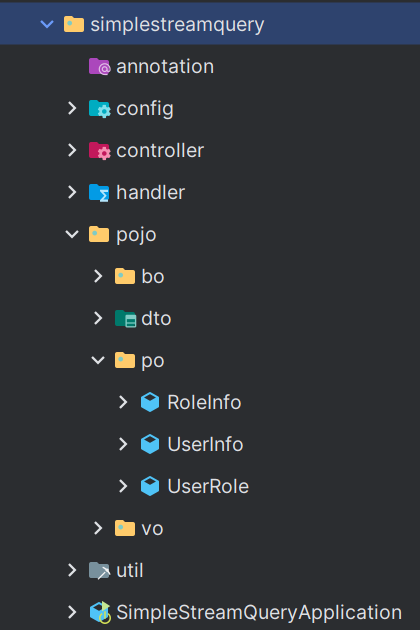 simplestreamquery
annotation
config
controller
handler
pojo
bo
dto
po
RoleInfo
UserInfo
UserRole
vo
util
SimpleStreamQueryApplication